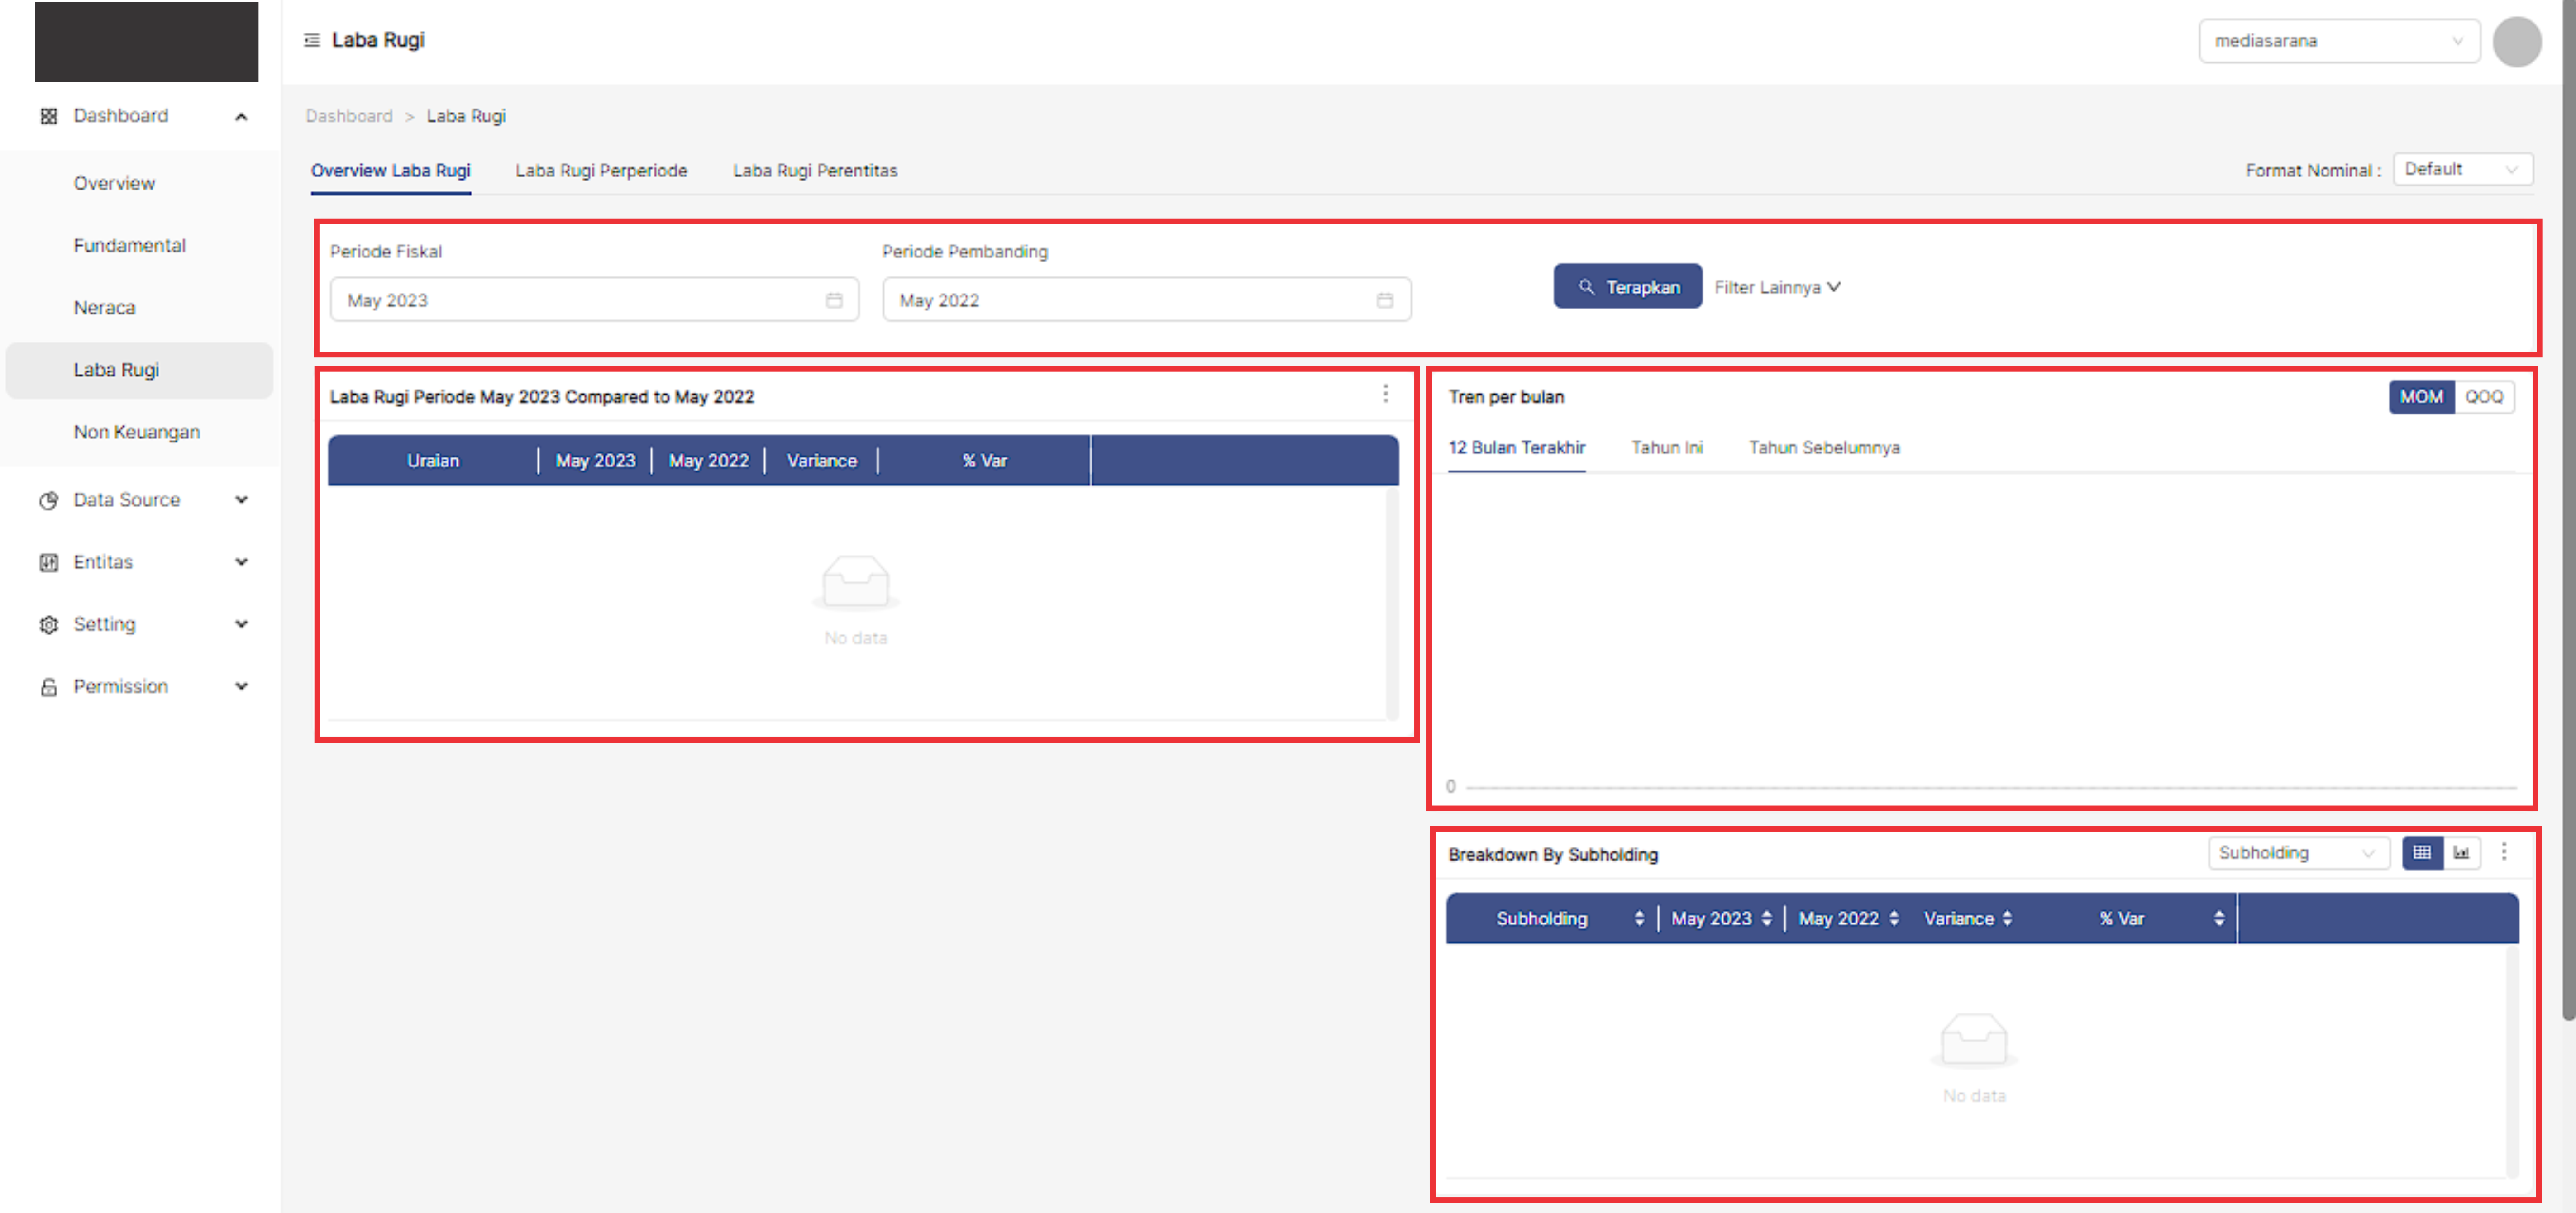 Laba Rugi
mediasarana
Dashboard
Overview
Fundamental
Neraca
Laba Rugi
Non Keuangan
Data Source
Entitas
Setting
Permission
Dashboard > Laba Rugi
Overview Laba Rugi Laba Rugi Perperiode Laba Rugi Perentitas
Format Nominal : Default
Periode Fiskal
May 2023
Periode Pembanding
May 2022
Terapkan Filter Lainnya
Laba Rugi Periode May 2023 Compared to May 2022
Uraian May 2023 May 2022 Variance % Var
No data
Tren per bulan
MOM QOQ
12 Bulan Terakhir Tahun Ini Tahun Sebelumnya
0
Breakdown By Subholding
Subholding
Subholding May 2023 May 2022 Variance % Var
No data